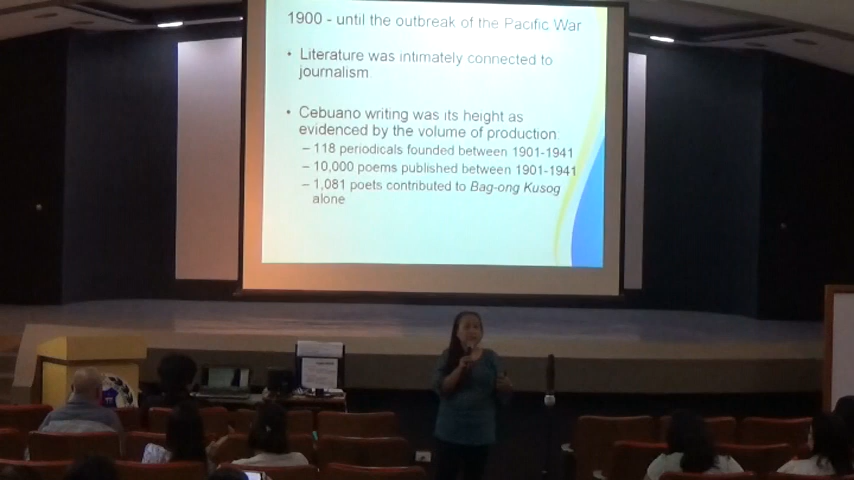 1900 - until the outbreak of the Pacific War
• Literature was intimately connected to
journalism.
• Cebuano writing was its height as
evidenced by the volume of production:
– 118 periodicals founded between 1901-1941
– 10,000 poems published between 1901-1941
– 1,081 poets contributed to Bag-ong Kusog
alone